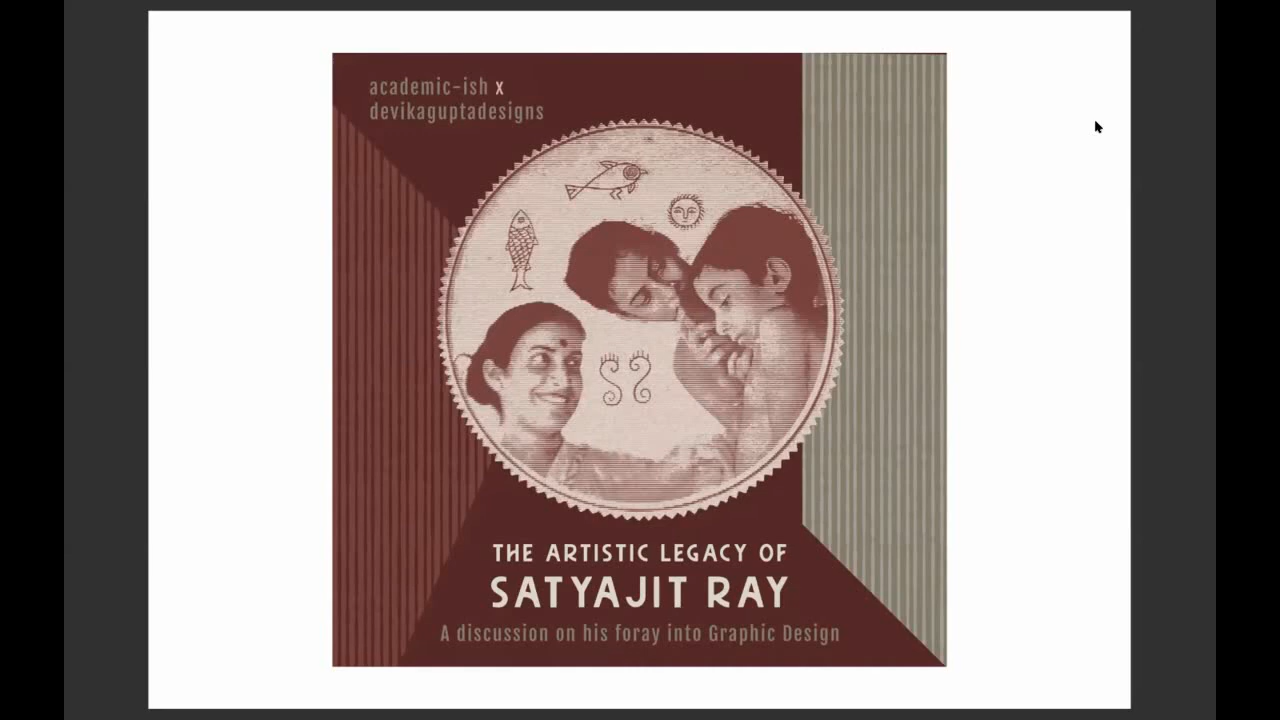 academic-ish x
devikaguptadesigns
THE ARTISTIC LEGACY OF
SATYAJIT RAY
A discussion on his foray into Graphic Design